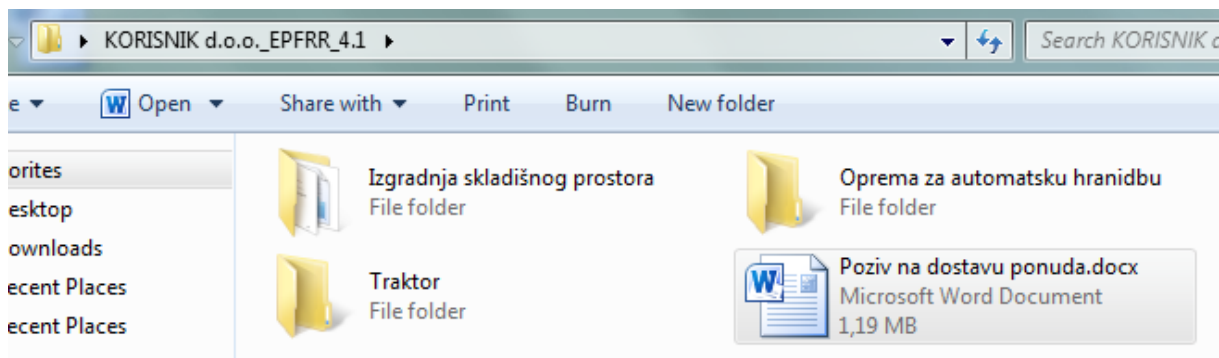 KORISNIK d.o.o._EPFRR_4.1
Search KORISNIK d
e Open Share with Print Burn New folder
orites
esktop
ownloads
ecent Places
ecent Places
Izgradnja skladišnog prostora
File folder
Oprema za automatsku hranidbu
File folder
Traktor
File folder
Poziv na dostavu ponuda.docx
Microsoft Word Document
1,19 MB